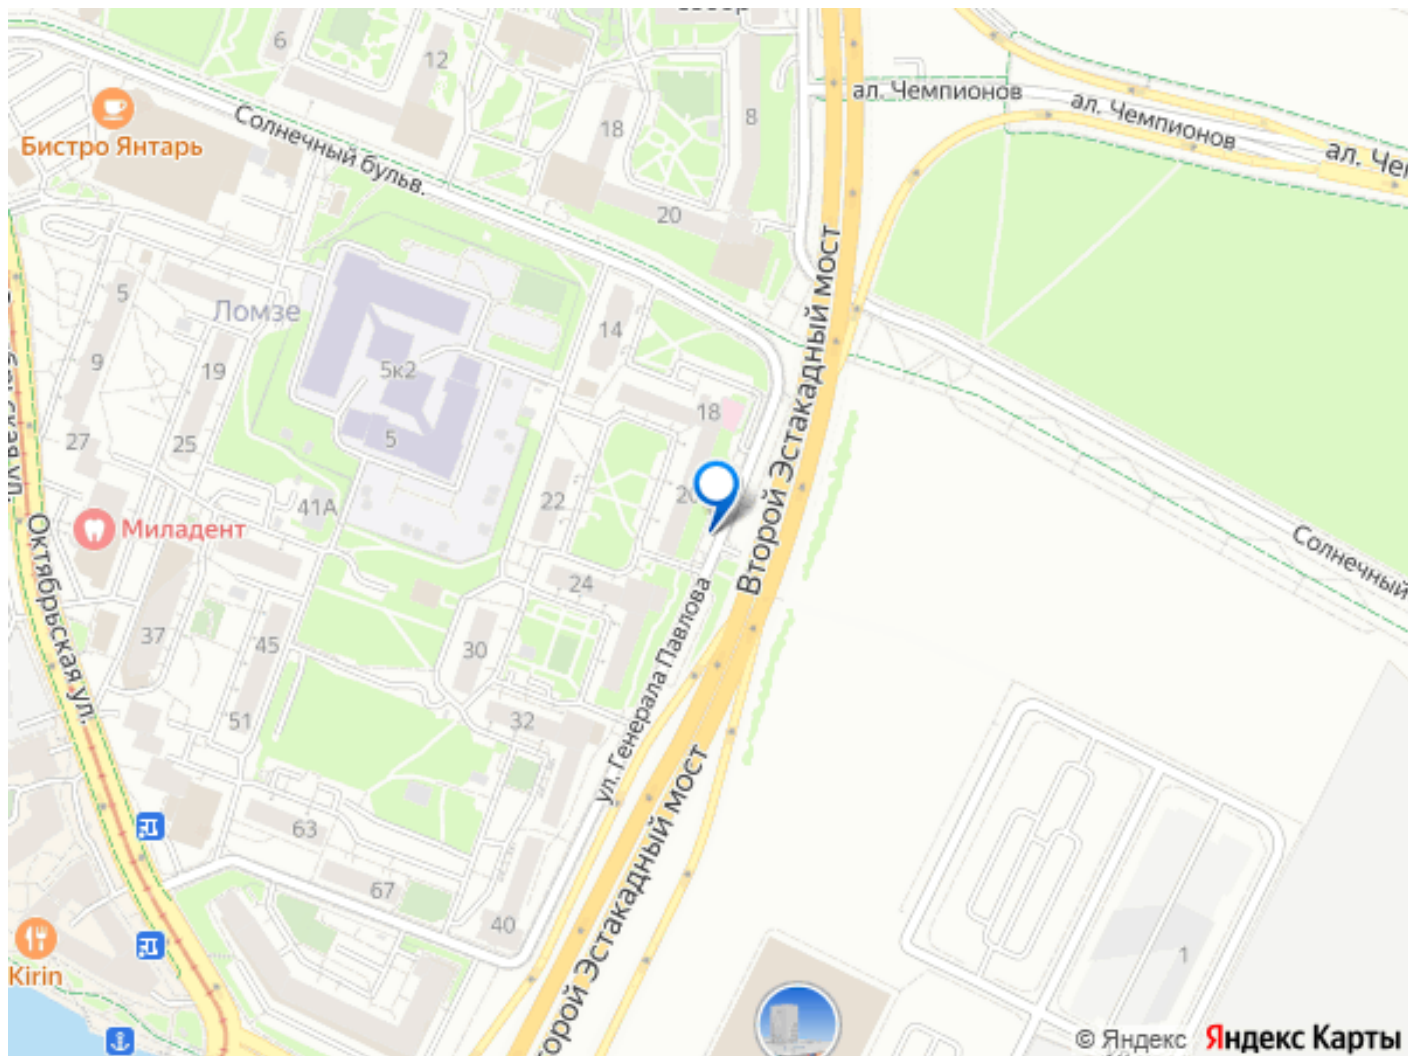 6
12
ал. Чемпионов
ал. Чемпионов
ал. Чем
8
18
Солнечный бульв.
Бистро Янтарь
20
Второй Эстакадный мост
5
Ломзе
14
9
19
5к2
18
27
25
5
20
22
41А
Миладент
Октябрьская ул.
24
Солнечный
ул. Генерала Павлова
37
45
30
51
32
63
67
40
Второй Эстакадный мост
1
Kirin
© Яндекс
Яндекс Карты